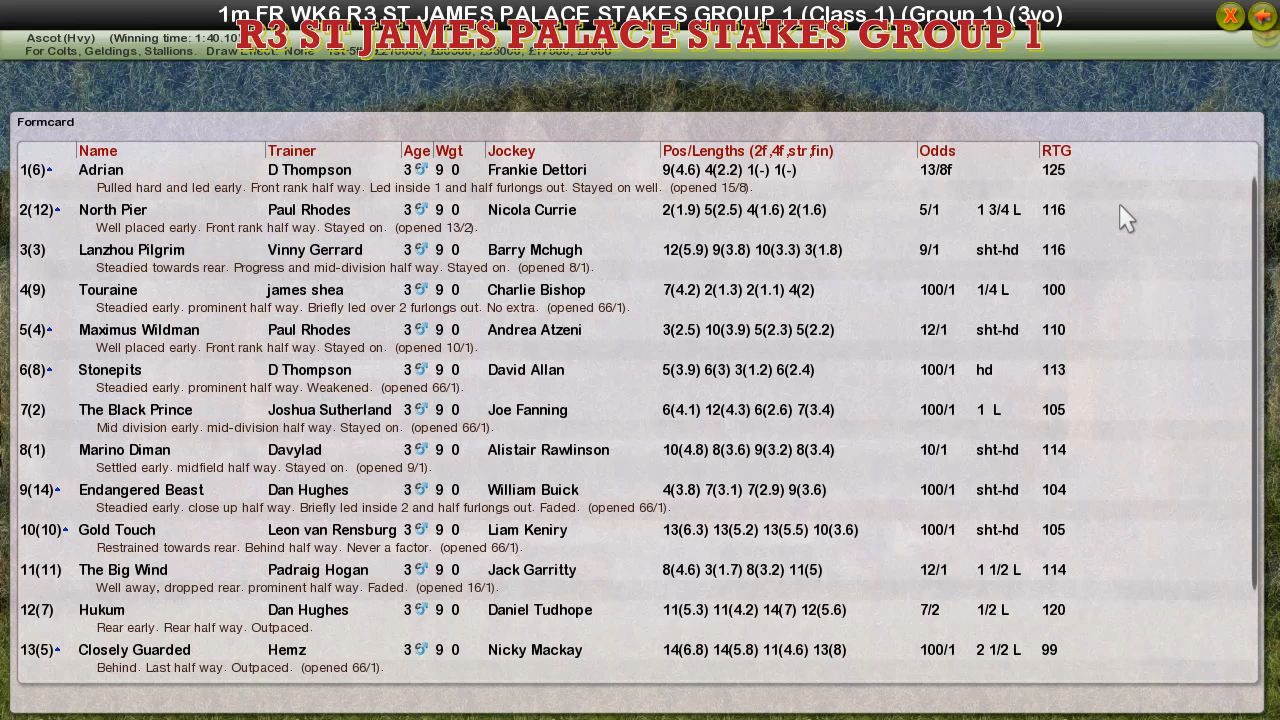 1m FR WK6 R3 ST JAMES PALACE STAKES GROUP 1 (Class 1) (Group 1) (3yo)
R3 ST JAMES PALACE STAKES GROUP 1
Ascot (Hvy) (Winning time: 1:40.10)
For Colts, Geldings, Stallions. Draw Effect: None 1st-5th
Formcard
Name Trainer Age Wgt Jockey Pos/Lengths (2f,4f,str,fin) Odds RTG
1(6) Adrian D Thompson 3 9 0 Frankie Dettori 9(4.6) 4(2.2) 1(-) 1(-) 13/8f 125
Pulled hard and led early. Front rank half way. Led inside 1 and half furlongs out. Stayed on well. (opened 15/8).
2(12) North Pier Paul Rhodes 3 9 0 Nicola Currie 2(1.9) 5(2.5) 4(1.6) 2(1.6) 5/1 1 3/4 L 116
Well placed early. Front rank half way. Stayed on. (opened 13/2).
3(3) Lanzhou Pilgrim Vinny Gerrard 3 9 0 Barry Mchugh 12(5.9) 9(3.8) 10(3.3) 3(1.8) 9/1 sht-hd 116
Steadied towards rear. Progress and mid-division half way. Stayed on. (opened 8/1).
4(9) Touraine james shea 3 9 0 Charlie Bishop 7(4.2) 2(1.3) 2(1.1) 4(2) 100/1 1/4 L 100
Steadied early. prominent half way. Briefly led over 2 furlongs out. No extra. (opened 66/1).
5(4) Maximus Wildman Paul Rhodes 3 9 0 Andrea Atzeni 3(2.5) 10(3.9) 5(2.3) 5(2.2) 12/1 sht-hd 110
Well placed early. Front rank half way. Stayed on. (opened 10/1).
6(8) Stonepits D Thompson 3 9 0 David Allan 5(3.9) 6(3) 3(1.2) 6(2.4) 100/1 hd 113
Steadied early. prominent half way. Weakened. (opened 66/1).
7(2) The Black Prince Joshua Sutherland 3 9 0 Joe Fanning 6(4.1) 12(4.3) 6(2.6) 7(3.4) 100/1 1 L 105
Mid division early. mid-division half way. Stayed on. (opened 66/1).
8(1) Marino Diman Davylad 3 9 0 Alistair Rawlinson 10(4.8) 8(3.6) 9(3.2) 8(3.4) 10/1 sht-hd 114
Settled early. midfield half way. Stayed on. (opened 9/1).
9(14) Endangered Beast Dan Hughes 3 9 0 William Buick 4(3.8) 7(3.1) 7(2.9) 9(3.6) 100/1 sht-hd 104
Steadied early. close up half way. Briefly led inside 2 and half furlongs out. Faded. (opened 66/1).
10(10) Gold Touch Leon van Rensburg 3 9 0 Liam Keniry 13(6.3) 13(5.2) 13(5.5) 10(3.6) 100/1 sht-hd 105
Restrained towards rear. Behind half way. Never a factor. (opened 66/1).
11(11) The Big Wind Padraig Hogan 3 9 0 Jack Garritty 8(4.6) 3(1.7) 8(3.2) 11(5) 12/1 1 1/2 L 114
Well away, dropped rear. prominent half way. Faded. (opened 16/1).
12(7) Hukum Dan Hughes 3 9 0 Daniel Tudhope 11(5.3) 11(4.2) 14(7) 12(5.6) 7/2 1/2 L 120
Rear early. Rear half way. Outpaced.
13(5) Closely Guarded Hemz 3 9 0 Nicky Mackay 14(6.8) 14(5.8) 11(4.6) 13(8) 100/1 2 1/2 L 99
Behind. Last half way. Outpaced. (opened 66/1).